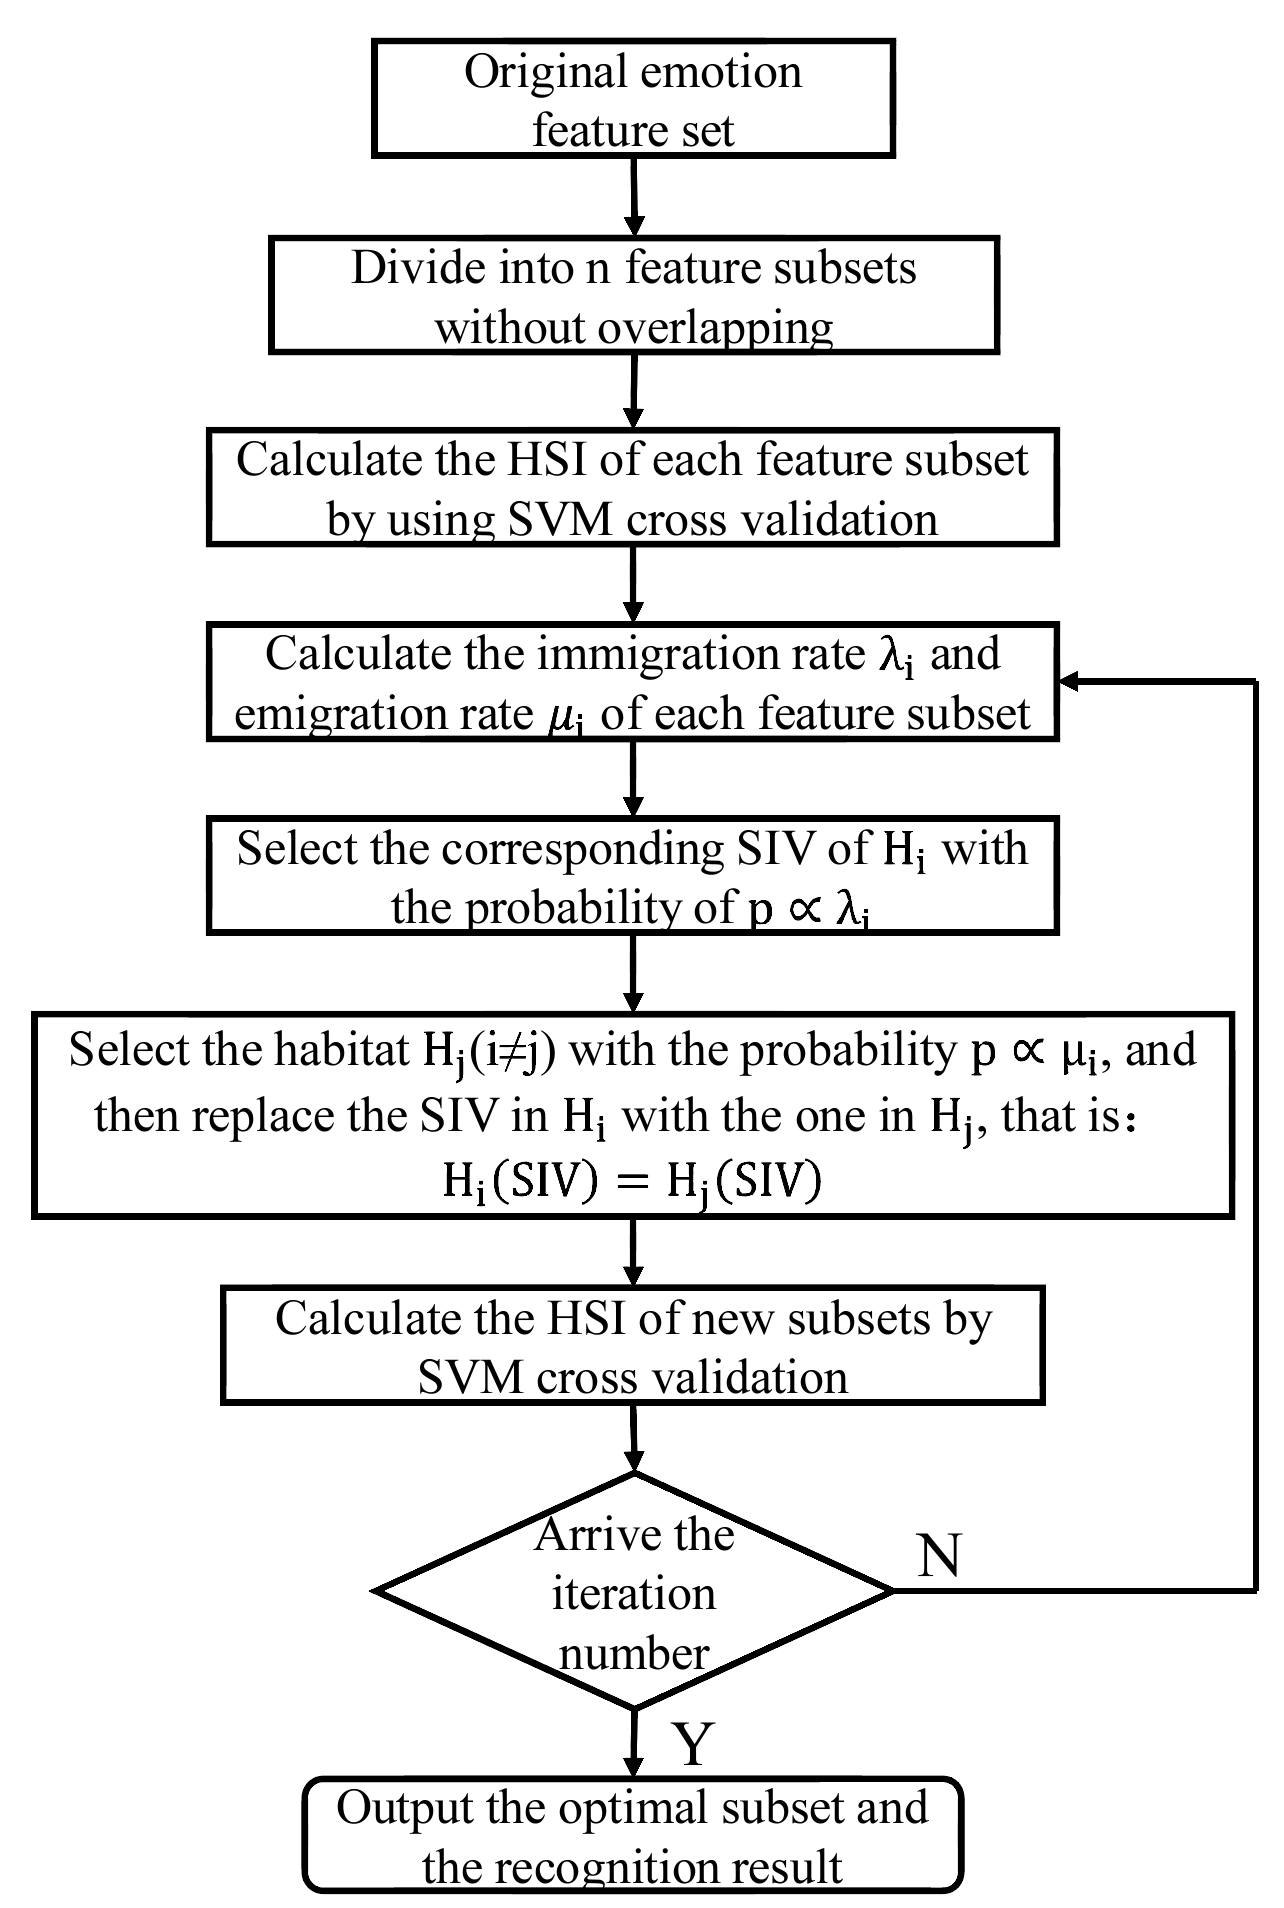 Original emotion
feature set
Divide into n feature subsets
without overlapping
Calculate the HSI of each feature subset
by using SVM cross validation
Calculate the immigration rate λi and
emigration rate μi of each feature subset
Select the corresponding SIV of Hi with
the probability of p ∝ λi
Select the habitat Hj(i≠j) with the probability p ∝ μi, and
then replace the SIV in Hi with the one in Hj, that is：
Hi(SIV) = Hj(SIV)
Calculate the HSI of new subsets by
SVM cross validation
Arrive the
iteration
number
N
Y
Output the optimal subset and
the recognition result